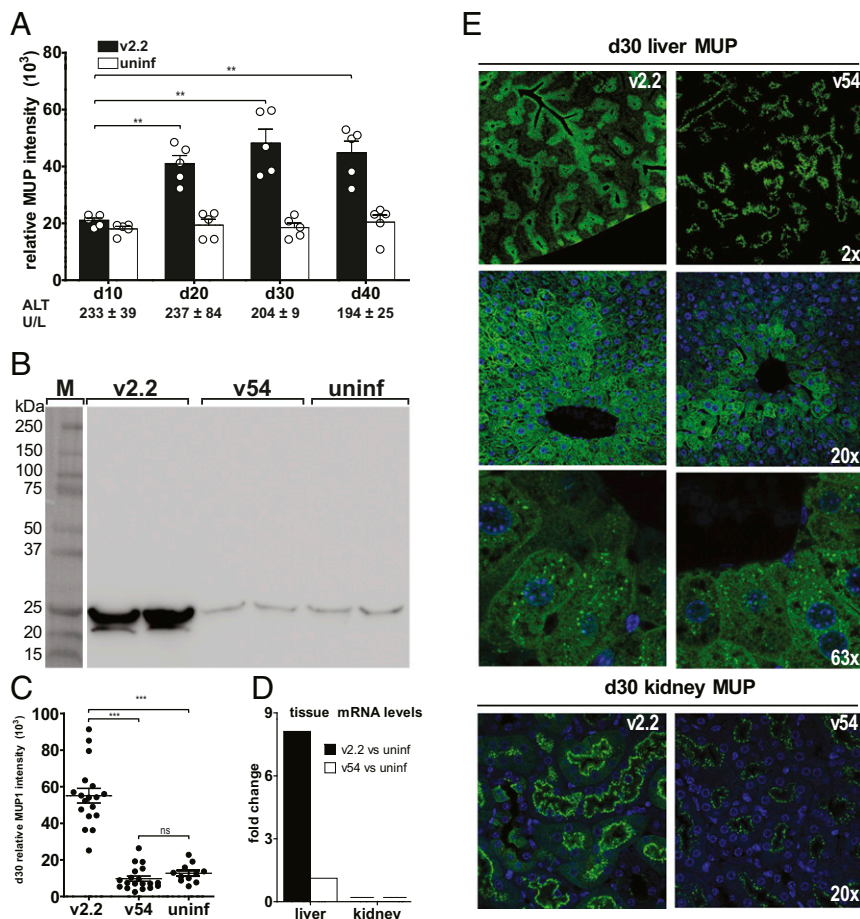 A
v2.2
uninf
relative MUP intensity (10³)
80
60
40
20
0
**
**
**
d10 d20 d30 d40
ALT
U/L
233 ± 39 237 ± 84 204 ± 9 194 ± 25
B
M v2.2 v54 uninf
kDa
250
150
100
75
50
37
25
20
15
C
d30 relative MUP1 intensity (10³)
100
80
60
40
20
0
***
***
ns
v2.2 v54 uninf
D
tissue mRNA levels
v2.2 vs uninf
v54 vs uninf
fold change
9
6
3
0
liver kidney
E
d30 liver MUP
v2.2 v54
2x
20x
63x
d30 kidney MUP
v2.2 v54
20x